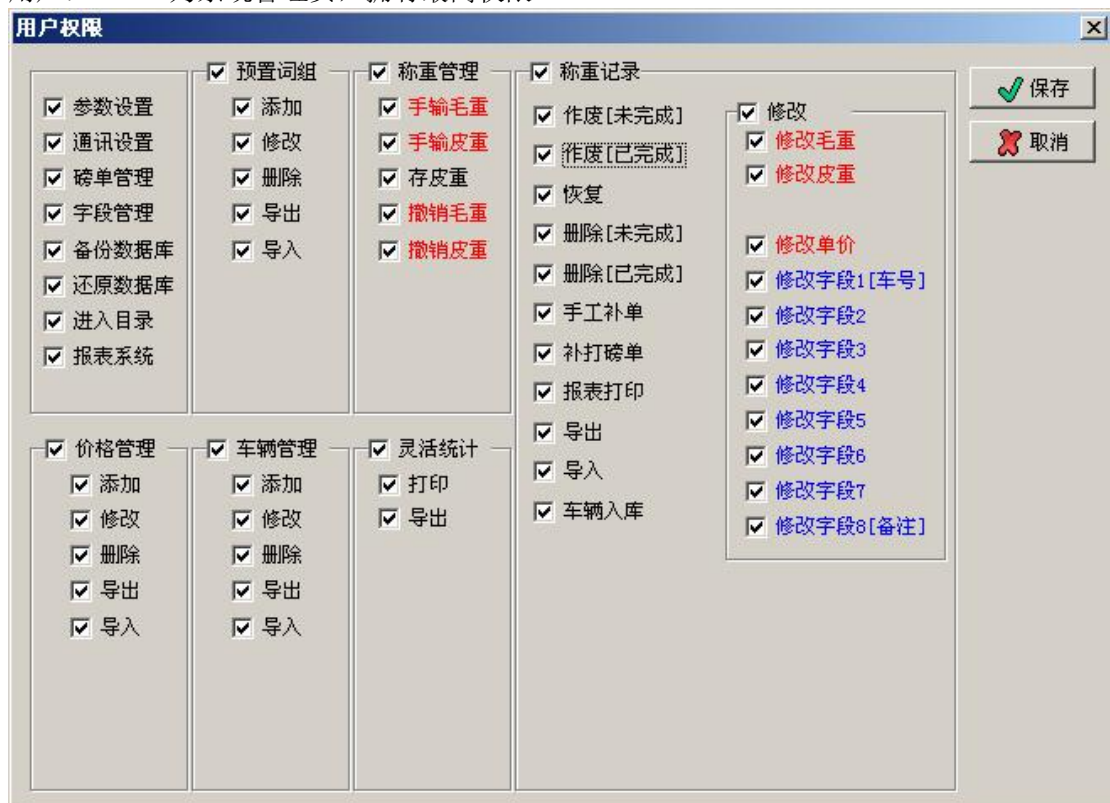 用户权限
参数设置
通讯设置
磅单管理
字段管理
备份数据库
还原数据库
进入目录
报表系统
预置词组
添加
修改
删除
导出
导入
称重管理
手输毛重
手输皮重
存皮重
撤销毛重
撤销皮重
称重记录
作废[未完成]
作废[已完成]
恢复
删除[未完成]
删除[已完成]
手工补单
补打磅单
报表打印
导出
导入
车辆入库
修改
修改毛重
修改皮重
修改单价
修改字段1[车号]
修改字段2
修改字段3
修改字段4
修改字段5
修改字段6
修改字段7
修改字段8[备注]
保存
取消
价格管理
添加
修改
删除
导出
导入
车辆管理
添加
修改
删除
导出
导入
灵活统计
打印
导出